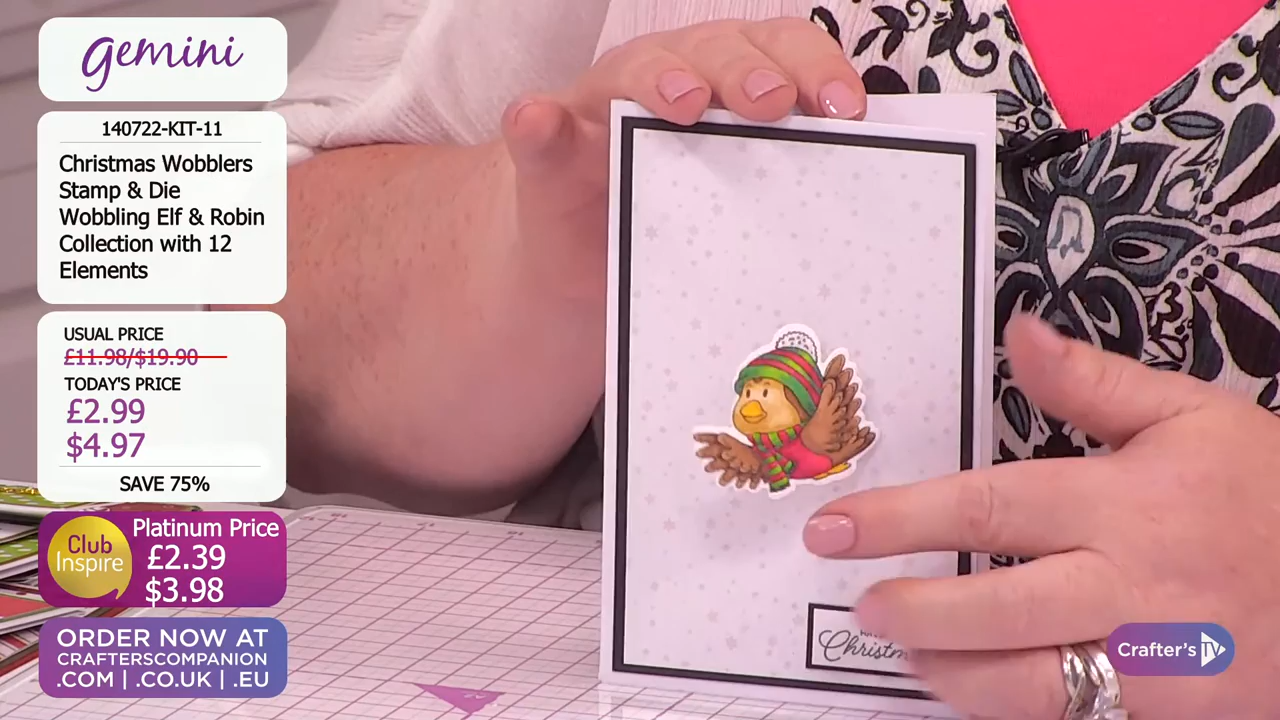 gemini
140722-KIT-11
Christmas Wobblers
Stamp & Die
Wobbling Elf & Robin
Collection with 12
Elements
USUAL PRICE
£11.98/$19.90
TODAY'S PRICE
£2.99
$4.97
SAVE 75%
Club
Inspire
Platinum Price
£2.39
$3.98
ORDER NOW AT
CRAFTERSCOMPANION
.COM | .CO.UK | .EU
Christm
Crafter's TV